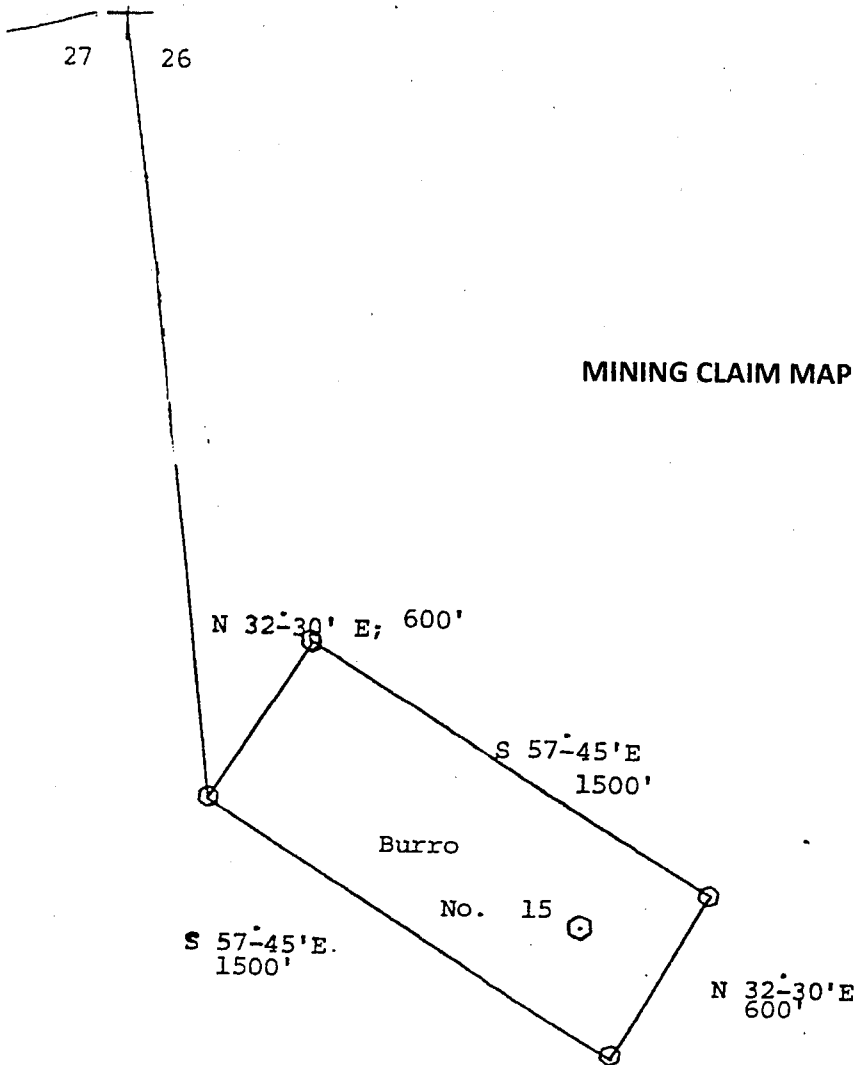 27 26
MINING CLAIM MAP
N 32°-30' E; 600'
S 57°-45'E
1500'
Burro
No. 15
S 57°-45'E.
1500'
N 32°-30'E
600'